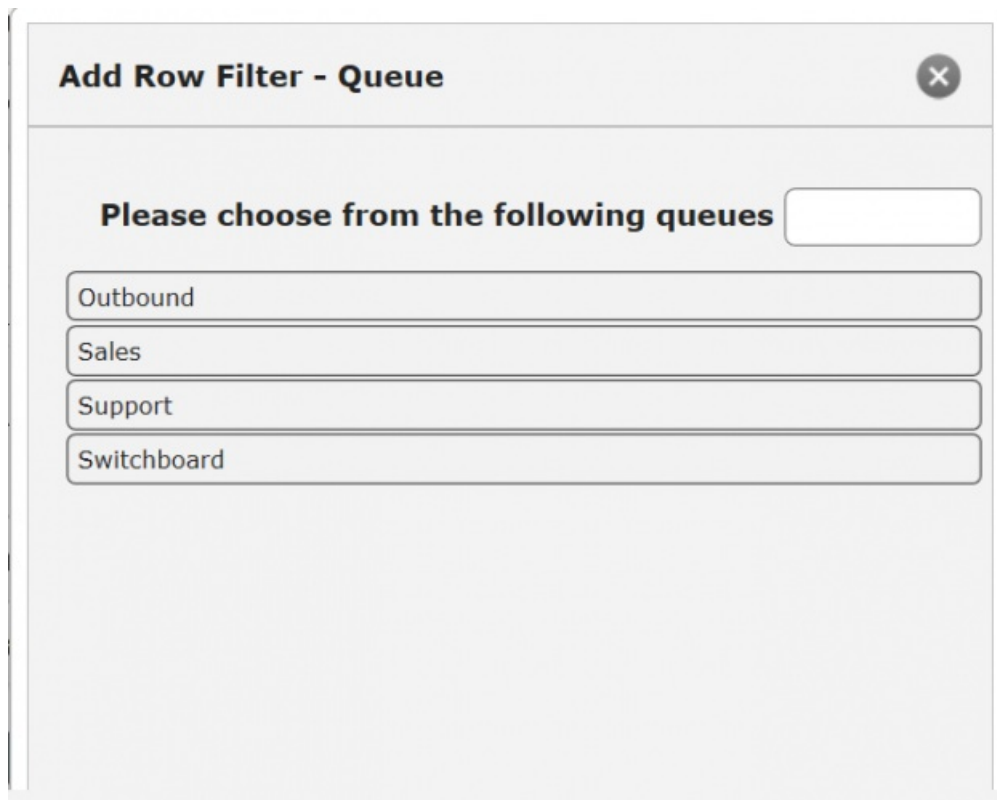 Add Row Filter - Queue
Please choose from the following queues
Outbound
Sales
Support
Switchboard